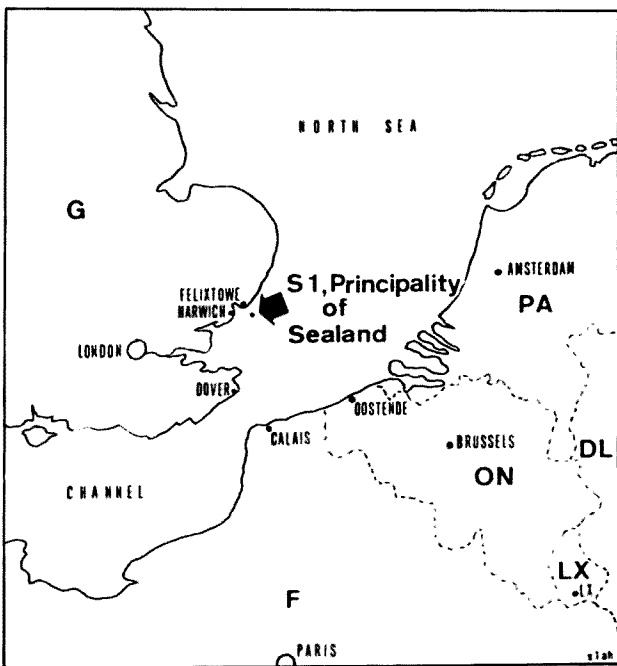 NORTH SEA
G
AMSTERDAM
S1, Principality
of
Sealand
FELIXTOWE
HARWICH
PA
LONDON
DOVER
OOSTENDE
CALAIS
BRUSSELS
DL
ON
CHANNEL
LX
LX
F
PARIS